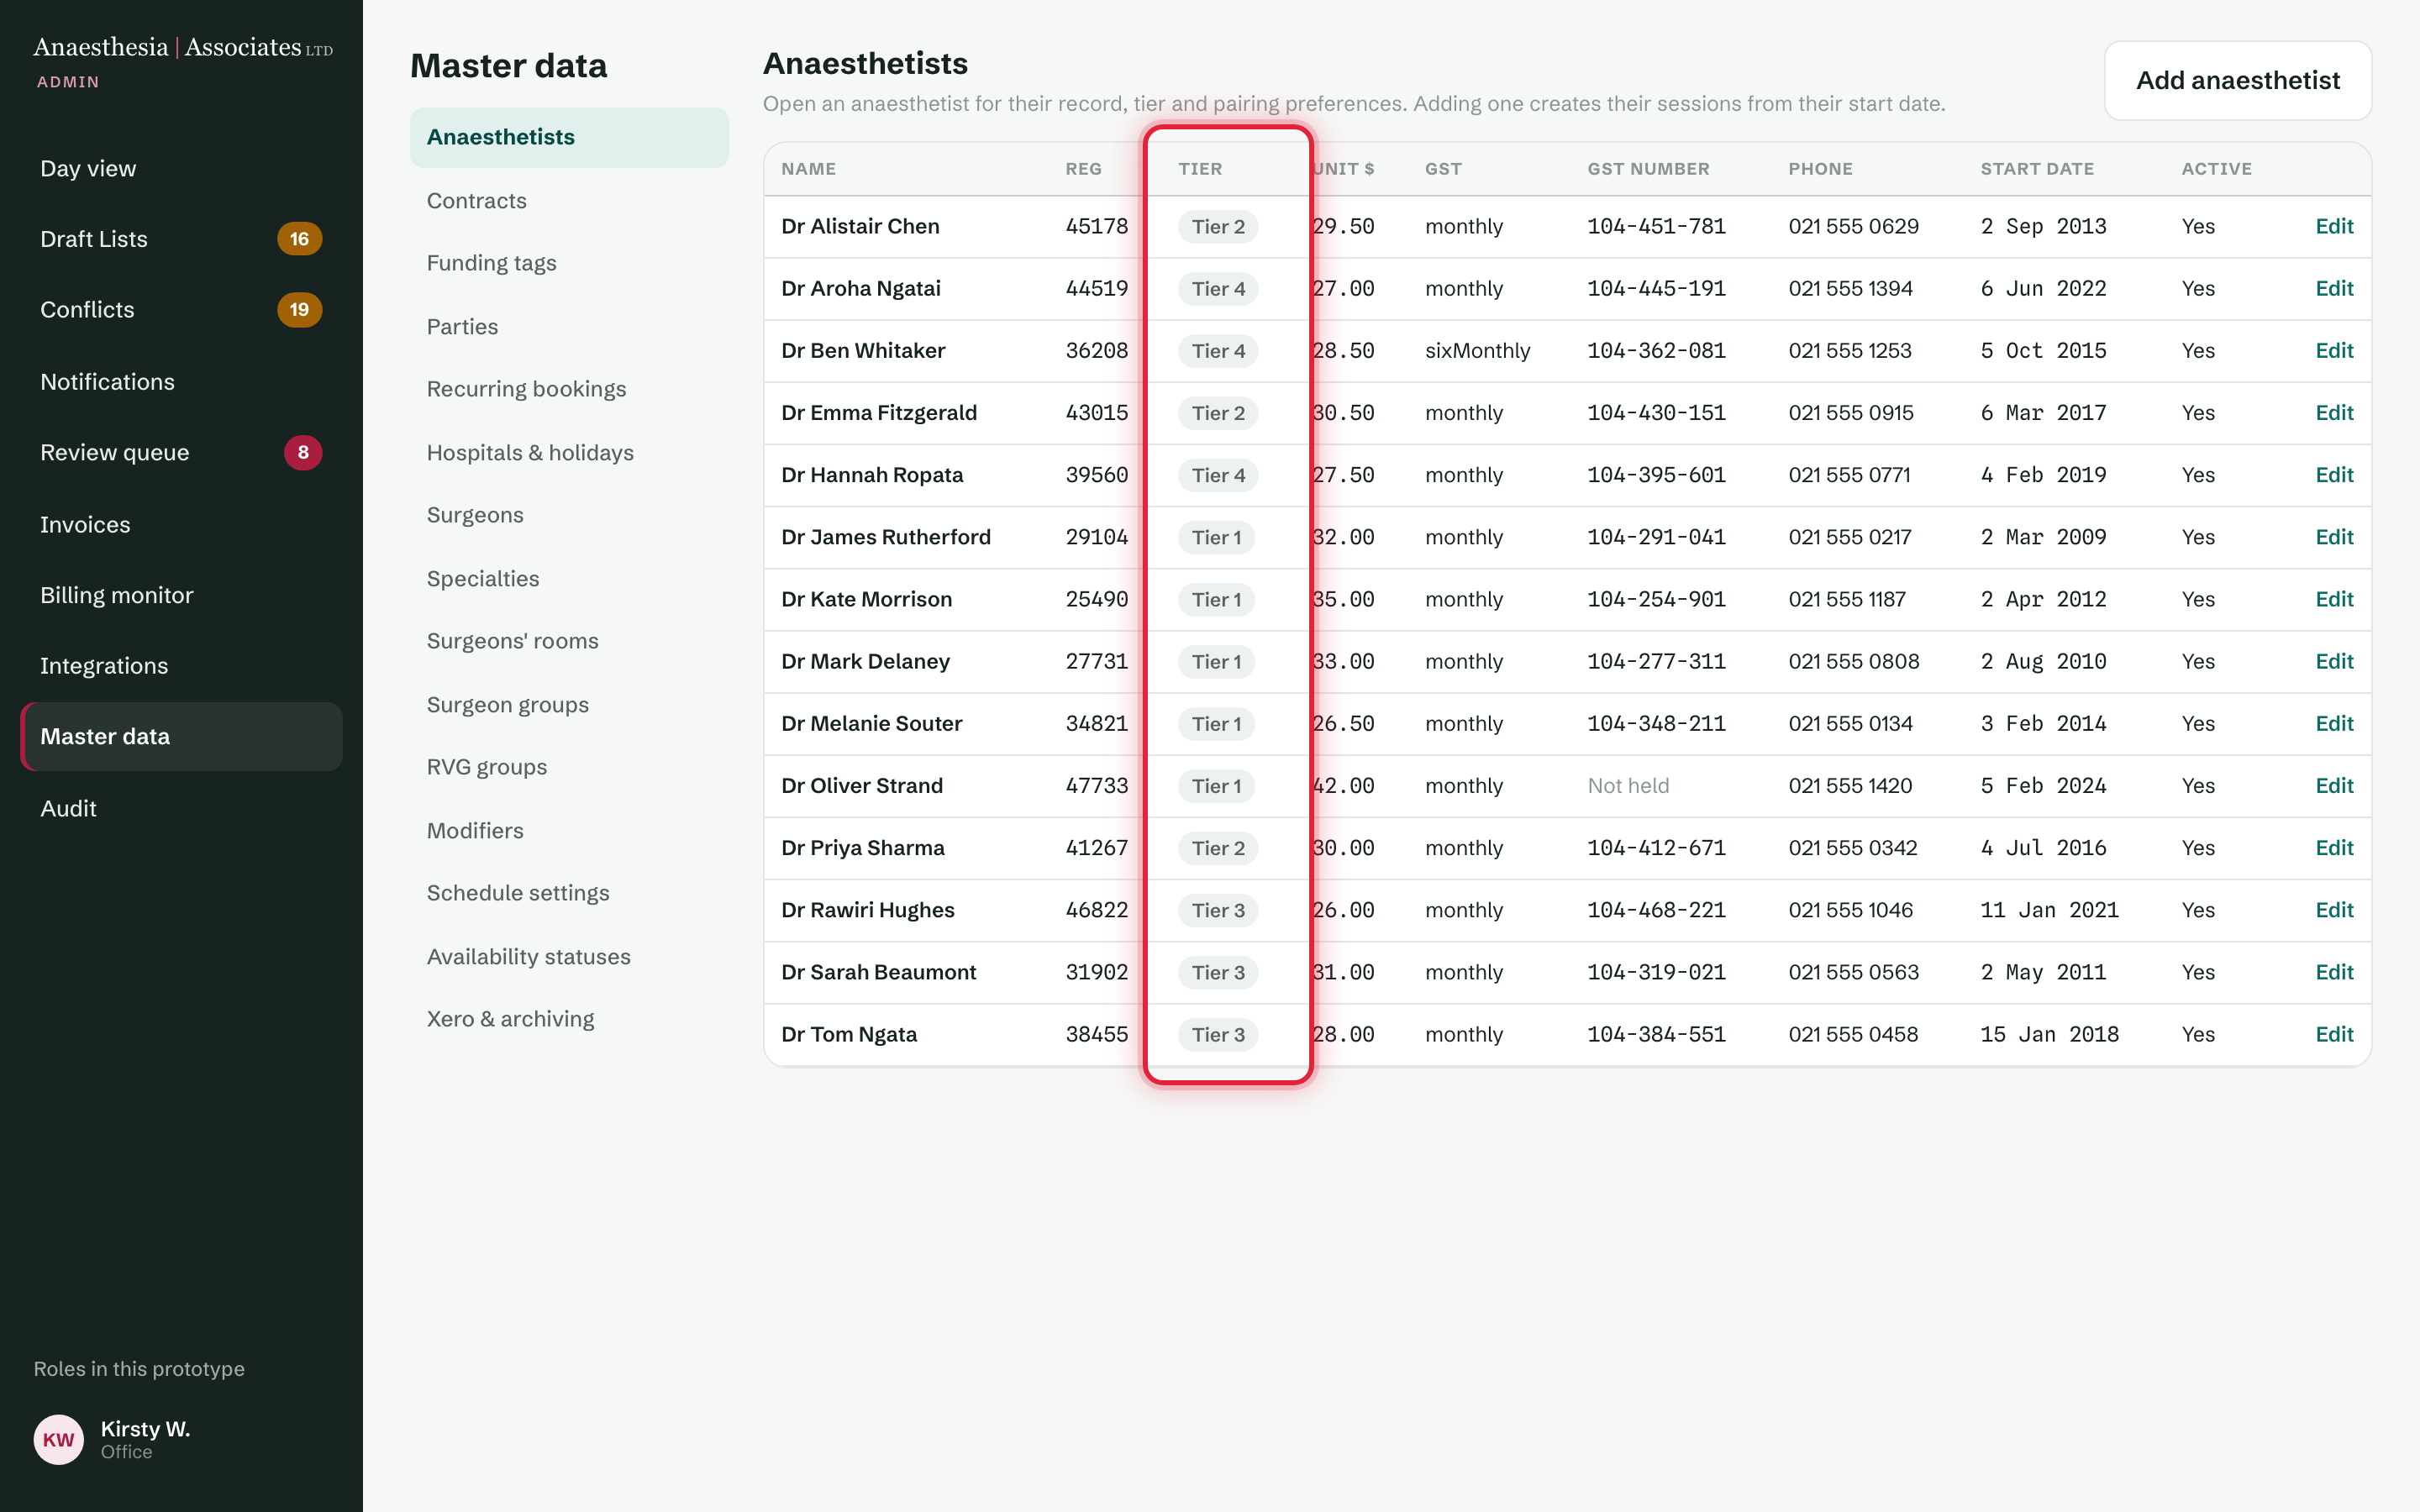 Anaesthesia | Associates LTD
ADMIN
Day view
Draft Lists 16
Conflicts 19
Notifications
Review queue 8
Invoices
Billing monitor
Integrations
Master data
Audit
Roles in this prototype
KW Kirsty W.
Office
Master data
Anaesthetists
Contracts
Funding tags
Parties
Recurring bookings
Hospitals & holidays
Surgeons
Specialties
Surgeons' rooms
Surgeon groups
RVG groups
Modifiers
Schedule settings
Availability statuses
Xero & archiving
Anaesthetists
Open an anaesthetist for their record, tier and pairing preferences. Adding one creates their sessions from their start date.
Add anaesthetist
NAME REG TIER UNIT $ GST GST NUMBER PHONE START DATE ACTIVE
Dr Alistair Chen 45178 Tier 2 29.50 monthly 104-451-781 021 555 0629 2 Sep 2013 Yes Edit
Dr Aroha Ngatai 44519 Tier 4 27.00 monthly 104-445-191 021 555 1394 6 Jun 2022 Yes Edit
Dr Ben Whitaker 36208 Tier 4 28.50 sixMonthly 104-362-081 021 555 1253 5 Oct 2015 Yes Edit
Dr Emma Fitzgerald 43015 Tier 2 30.50 monthly 104-430-151 021 555 0915 6 Mar 2017 Yes Edit
Dr Hannah Ropata 39560 Tier 4 27.50 monthly 104-395-601 021 555 0771 4 Feb 2019 Yes Edit
Dr James Rutherford 29104 Tier 1 32.00 monthly 104-291-041 021 555 0217 2 Mar 2009 Yes Edit
Dr Kate Morrison 25490 Tier 1 35.00 monthly 104-254-901 021 555 1187 2 Apr 2012 Yes Edit
Dr Mark Delaney 27731 Tier 1 33.00 monthly 104-277-311 021 555 0808 2 Aug 2010 Yes Edit
Dr Melanie Souter 34821 Tier 1 26.50 monthly 104-348-211 021 555 0134 3 Feb 2014 Yes Edit
Dr Oliver Strand 47733 Tier 1 42.00 monthly Not held 021 555 1420 5 Feb 2024 Yes Edit
Dr Priya Sharma 41267 Tier 2 30.00 monthly 104-412-671 021 555 0342 4 Jul 2016 Yes Edit
Dr Rawiri Hughes 46822 Tier 3 26.00 monthly 104-468-221 021 555 1046 11 Jan 2021 Yes Edit
Dr Sarah Beaumont 31902 Tier 3 31.00 monthly 104-319-021 021 555 0563 2 May 2011 Yes Edit
Dr Tom Ngata 38455 Tier 3 28.00 monthly 104-384-551 021 555 0458 15 Jan 2018 Yes Edit